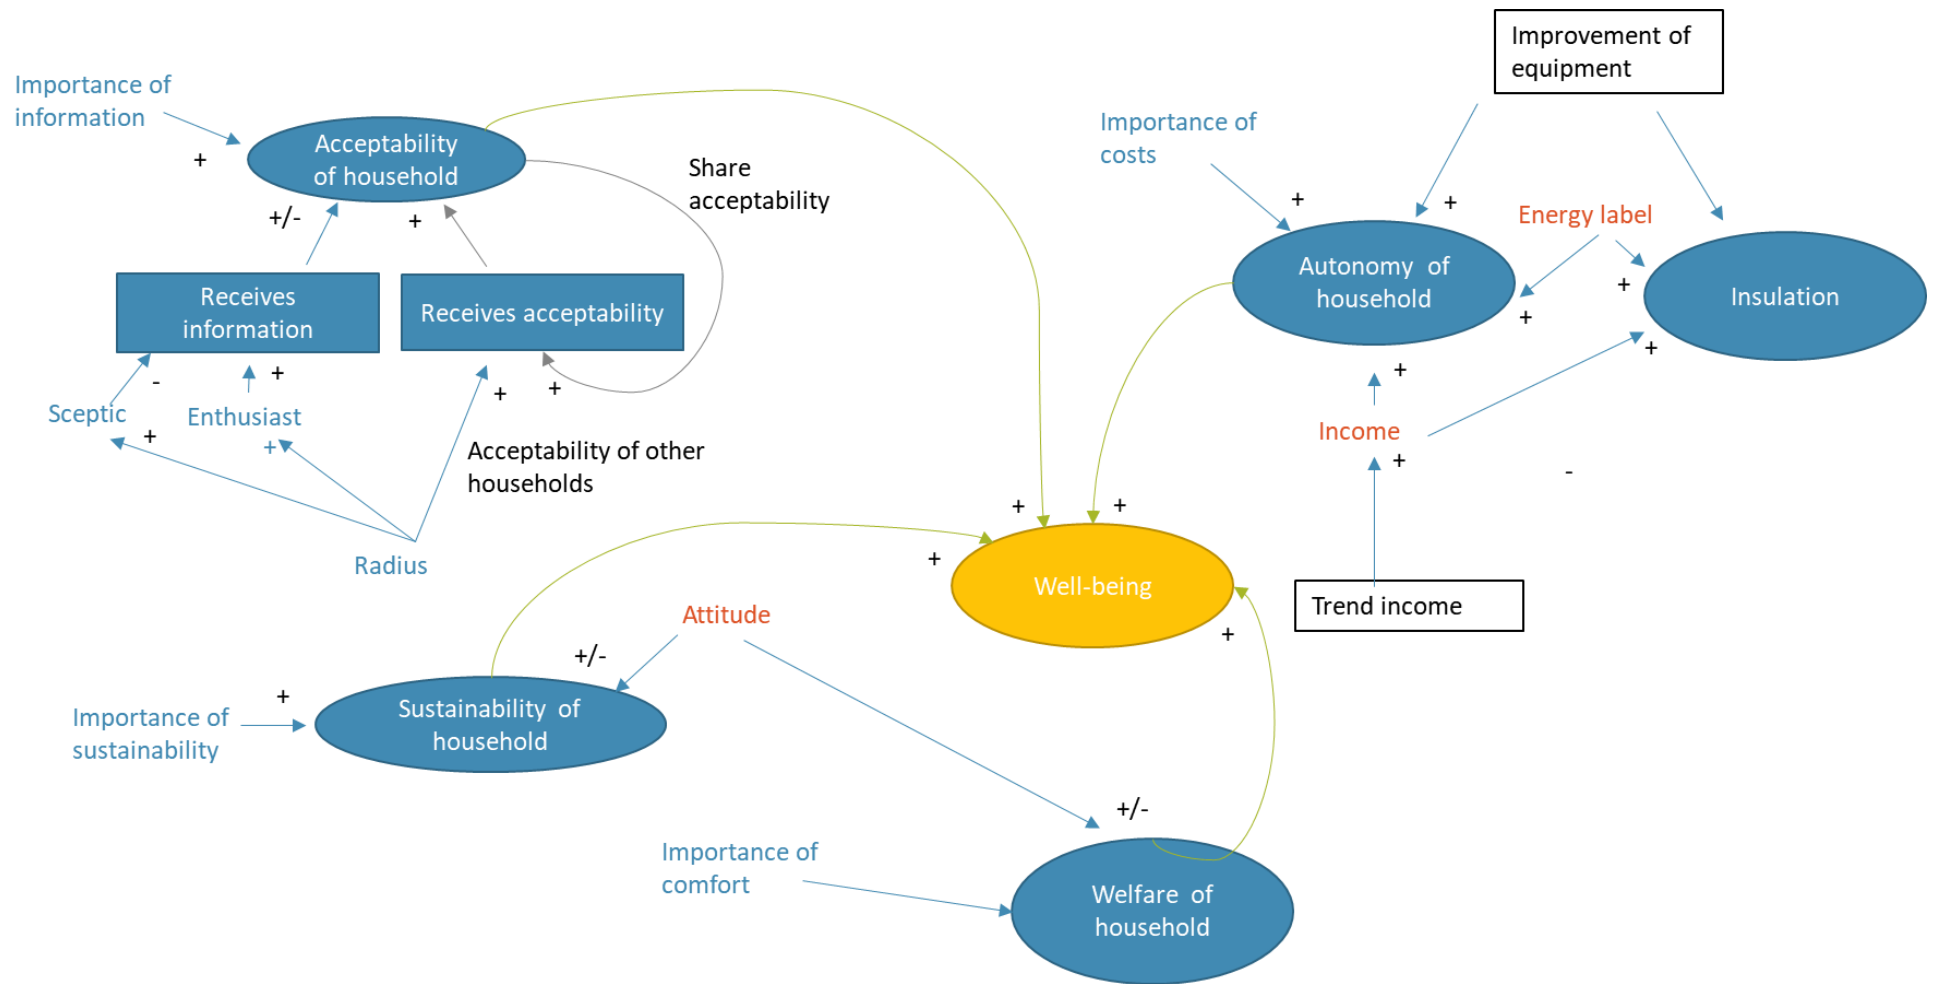 Improvement of
equipment
Importance of
information
+
Acceptability
of household
Share
acceptability
Importance of
costs
+
+
Energy label
+/-
+
Autonomy of
household
+
+
Insulation
Receives
information
Receives acceptability
-
+
+
+
+
+
Sceptic
+
Enthusiast
+
Acceptability of other
households
Income
+
-
Radius
+
+
+
Well-being
+
Trend income
Attitude
+/-
+
Importance of
sustainability
Sustainability of
household
+/-
Importance of
comfort
Welfare of
household